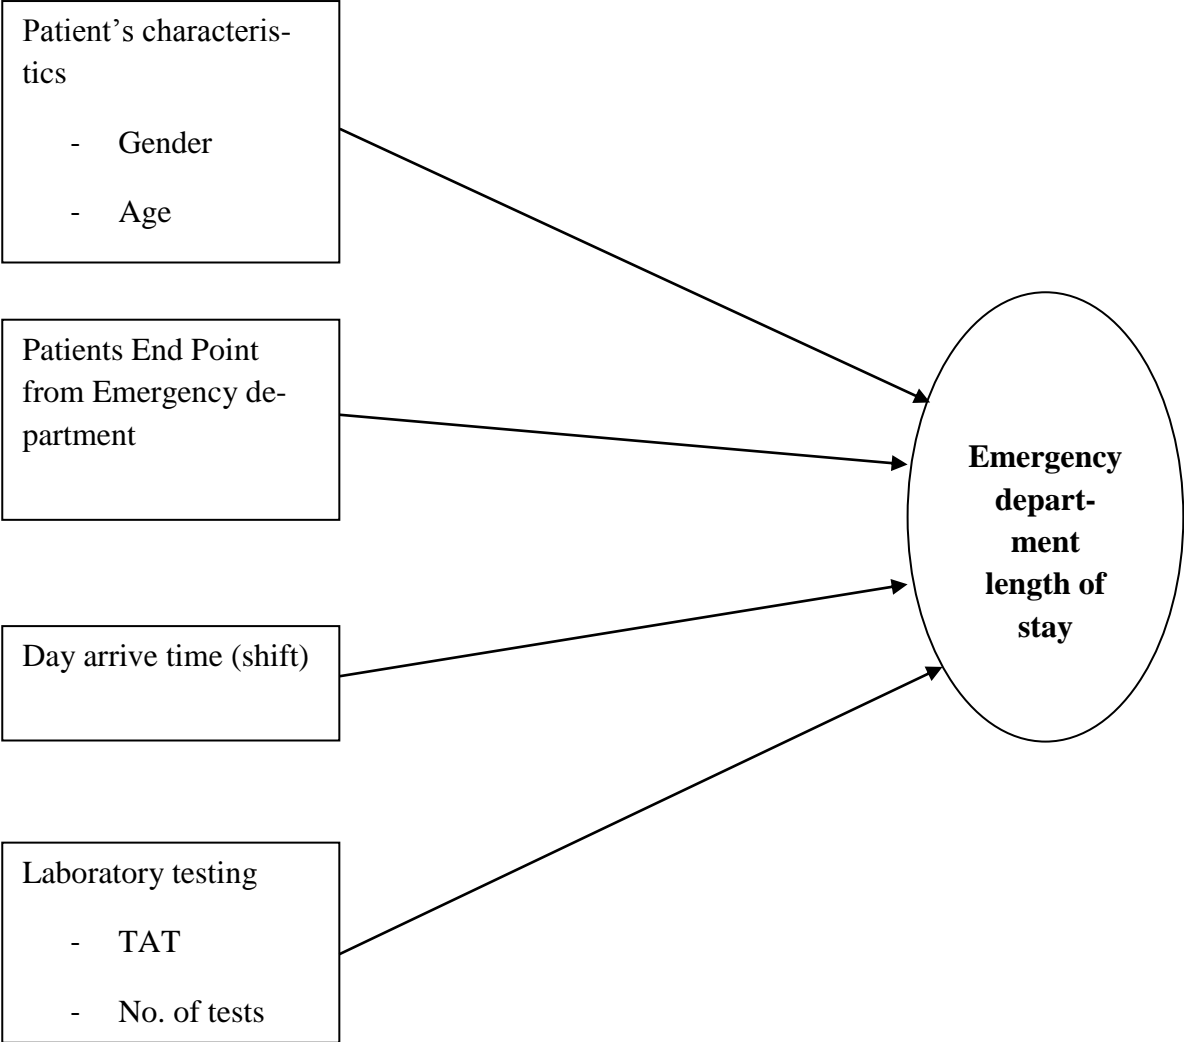 Patient’s characteris-
tics
- Gender
- Age
Patients End Point
from Emergency de-
partment
Emergency
depart-
ment
length of
stay
Day arrive time (shift)
Laboratory testing
- TAT
- No. of tests